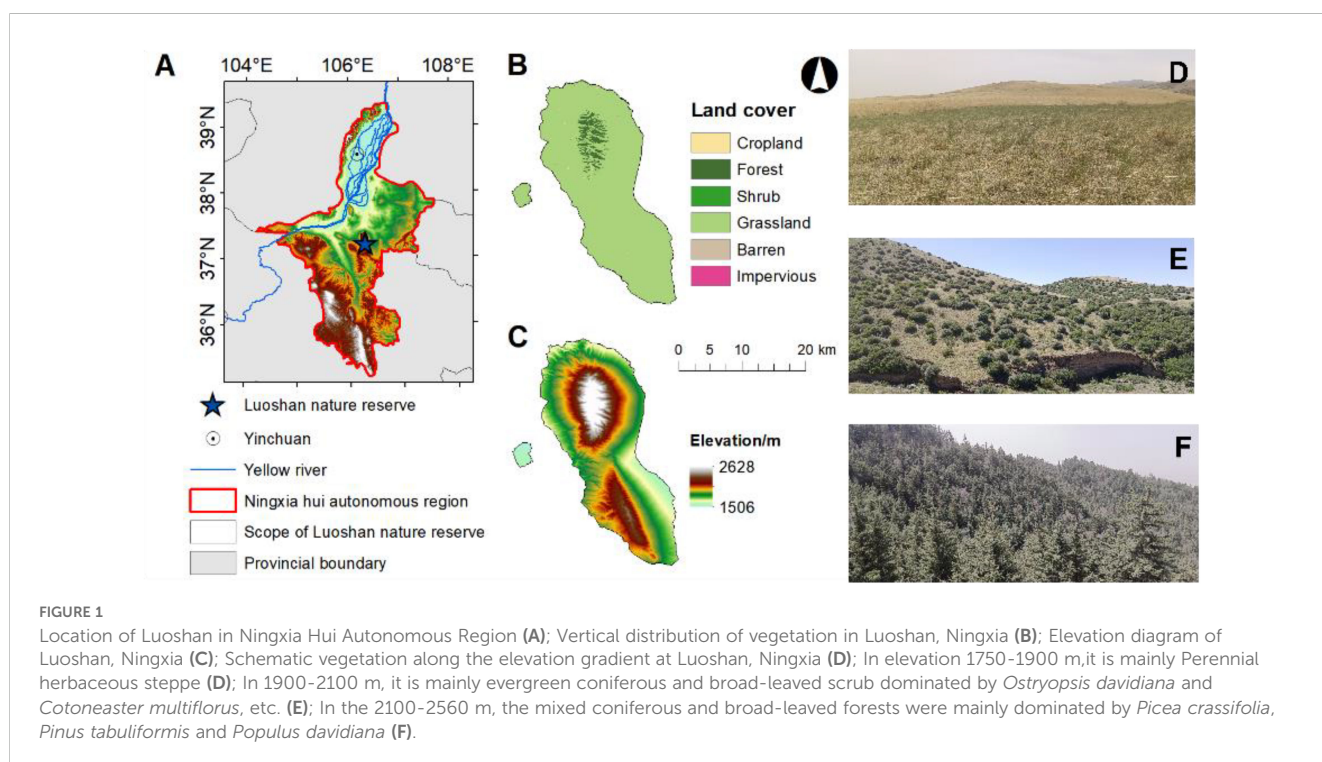 A
104°E 106°E 108°E
39°N
38°N
37°N
36°N
Luoshan nature reserve
Yinchuan
Yellow river
Ningxia hui autonomous region
Scope of Luoshan nature reserve
Provincial boundary
B
Land cover
Cropland
Forest
Shrub
Grassland
Barren
Impervious
C
0 5 10 20 km
Elevation/m
2628
1506
D
E
F
FIGURE 1
Location of Luoshan in Ningxia Hui Autonomous Region (A); Vertical distribution of vegetation in Luoshan, Ningxia (B); Elevation diagram of
Luoshan, Ningxia (C); Schematic vegetation along the elevation gradient at Luoshan, Ningxia (D); In elevation 1750-1900 m,it is mainly Perennial
herbaceous steppe (D); In 1900-2100 m, it is mainly evergreen coniferous and broad-leaved scrub dominated by Ostryopsis davidiana and
Cotoneaster multiflorus, etc. (E); In the 2100-2560 m, the mixed coniferous and broad-leaved forests were mainly dominated by Picea crassifolia,
Pinus tabuliformis and Populus davidiana (F).